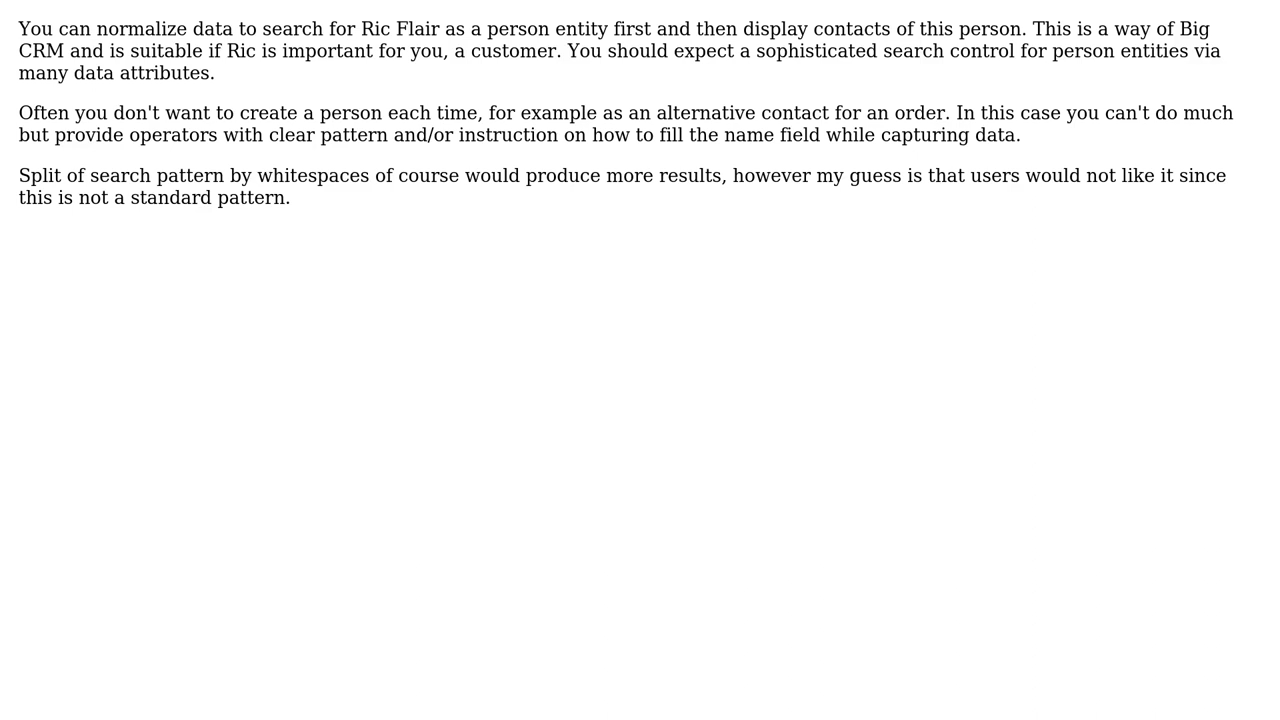 You can normalize data to search for Ric Flair as a person entity first and then display contacts of this person. This is a way of Big
CRM and is suitable if Ric is important for you, a customer. You should expect a sophisticated search control for person entities via
many data attributes.
Often you don't want to create a person each time, for example as an alternative contact for an order. In this case you can't do much
but provide operators with clear pattern and/or instruction on how to fill the name field while capturing data.
Split of search pattern by whitespaces of course would produce more results, however my guess is that users would not like it since
this is not a standard pattern.